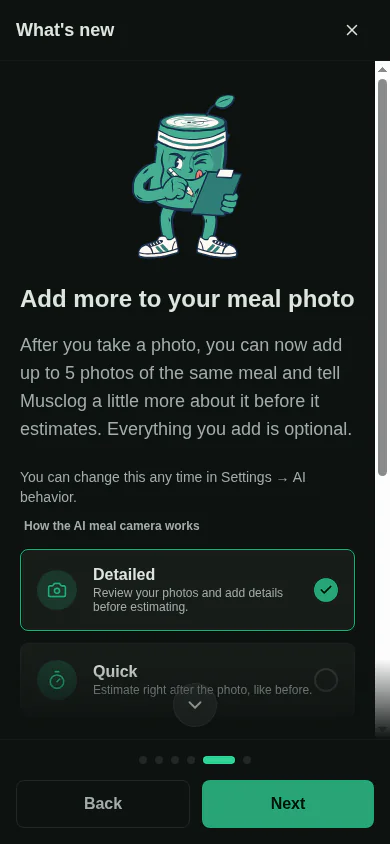 What's new
Add more to your meal photo
After you take a photo, you can now add
up to 5 photos of the same meal and tell
Musclog a little more about it before it
estimates. Everything you add is optional.
You can change this any time in Settings → AI
behavior.
How the AI meal camera works
Detailed
Review your photos and add details
before estimating.
Quick
Estimate right after the photo, like before.
Back
Next